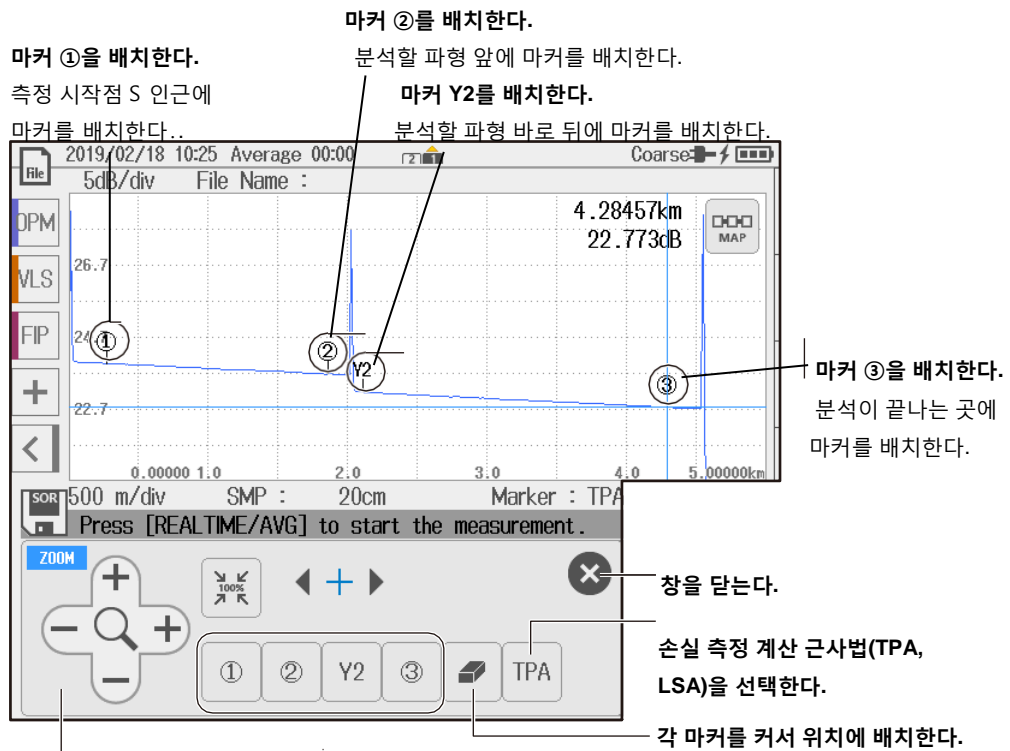 마커 ②를 배치한다.
분석할 파형 앞에 마커를 배치한다.
마커 ①을 배치한다.
측정 시작점 S 인근에
마커를 배치한다..
마커 Y2를 배치한다.
분석할 파형 바로 뒤에 마커를 배치한다.
File
2019/02/18 10:25 Average 00:00
2 1
Coarse
5dB/div File Name :
4.28457km
22.773dB
MAP
OPM
VLS
FIP
26.7
24.7
22.7
① ② Y2 ③
마커 ③을 배치한다.
분석이 끝나는 곳에
마커를 배치한다.
0.00000 1.0 2.0 3.0 4.0 5.00000km
SOR
500 m/div SMP : 20cm Marker : TPA
Press [REALTIME/AVG] to start the measurement.
ZOOM
100%
① ② Y2 ③ TPA
창을 닫는다.
손실 측정 계산 근사법(TPA,
LSA)을 선택한다.
각 마커를 커서 위치에 배치한다.